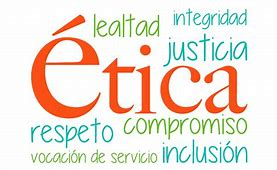 lealtad
integridad
justicia
ética
respeto
compromiso
vocación de servicio
inclusión